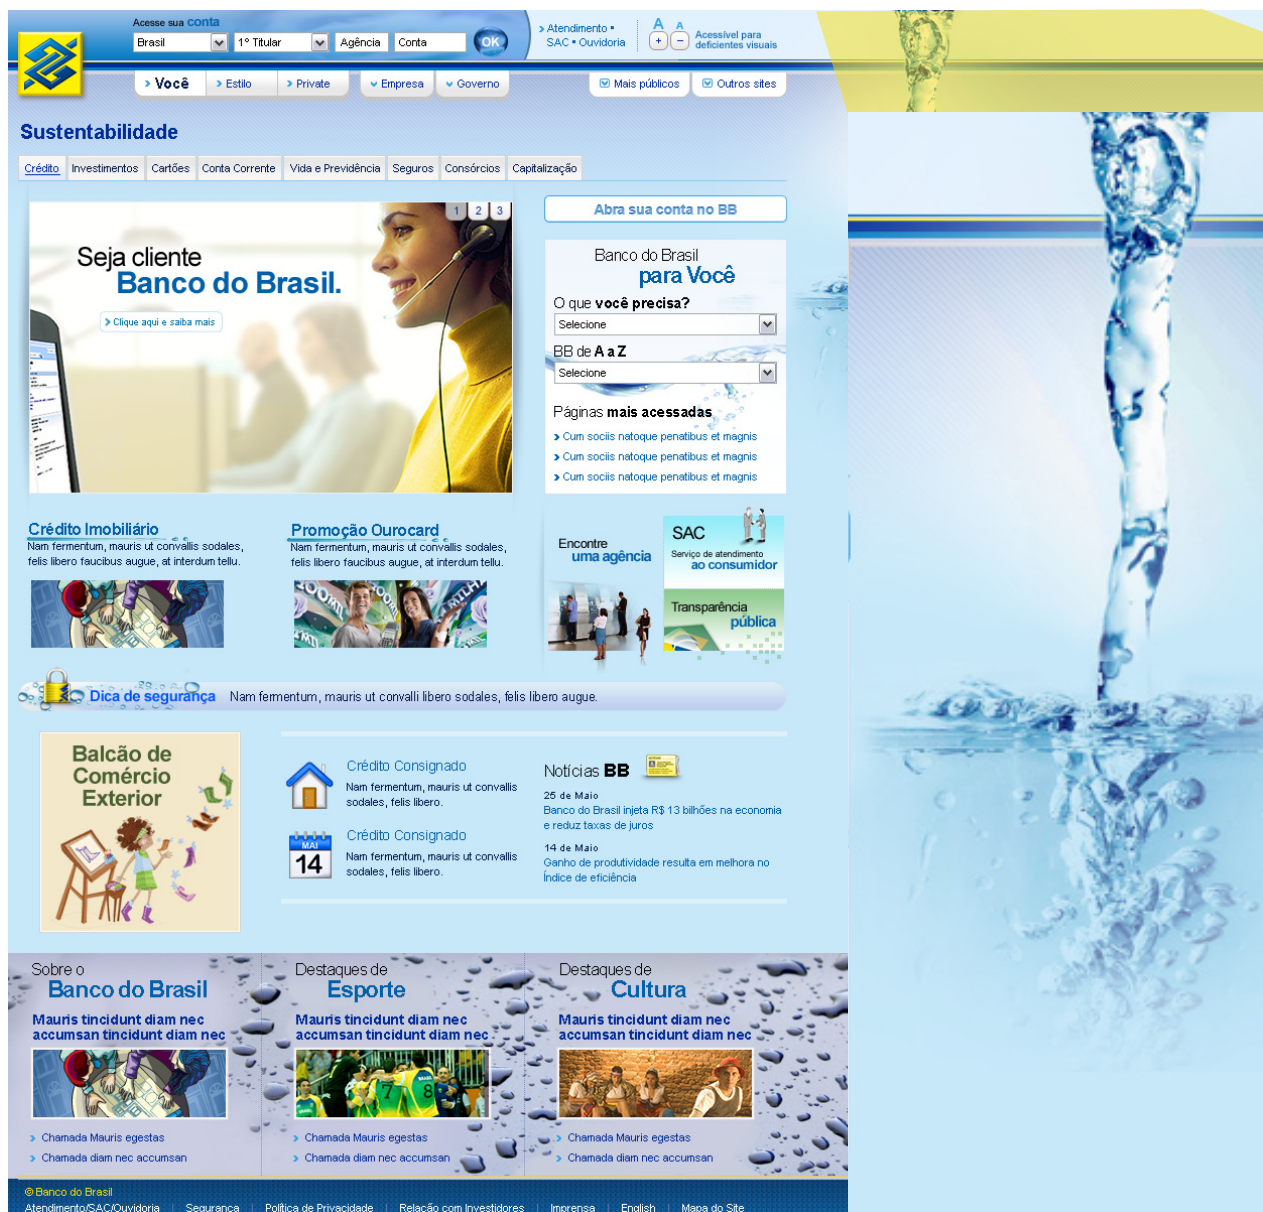 Acesse sua conta
Brasil 1º Titular Agência Conta OK
Atendimento
SAC • Ouvidoria
A A
+ −
Acessível para
deficientes visuais
Você Estilo Private Empresa Governo Mais públicos Outros sites
Sustentabilidade
Crédito Investimentos Cartões Conta Corrente Vida e Previdência Seguros Consórcios Capitalização
1 2 3
Seja cliente
Banco do Brasil.
Clique aqui e saiba mais
Abra sua conta no BB
Banco do Brasil
para Você
O que você precisa?
Selecione
BB de A a Z
Selecione
Páginas mais acessadas
Cum sociis natoque penatibus et magnis
Cum sociis natoque penatibus et magnis
Cum sociis natoque penatibus et magnis
Crédito Imobiliário
Nam fermentum, mauris ut convallis sodales,
felis libero faucibus augue, at interdum tellu.
Promoção Ourocard
Nam fermentum, mauris ut convallis sodales,
felis libero faucibus augue, at interdum tellu.
Encontre
uma agência
SAC
Serviço de atendimento
ao consumidor
Transparência
pública
Dica de segurança Nam fermentum, mauris ut convalli libero sodales, felis libero augue.
Balcão de
Comércio
Exterior
Crédito Consignado
Nam fermentum, mauris ut convallis
sodales, felis libero.
MAI
14
Crédito Consignado
Nam fermentum, mauris ut convallis
sodales, felis libero.
Notícias BB
25 de Maio
Banco do Brasil injeta R$ 13 bilhões na economia
e reduz taxas de juros
14 de Maio
Ganho de produtividade resulta em melhora no
Índice de eficiência
Sobre o
Banco do Brasil
Mauris tincidunt diam nec
accumsan tincidunt diam nec
Chamada Mauris egestas
Chamada diam nec accumsan
Destaques de
Esporte
Mauris tincidunt diam nec
accumsan tincidunt diam nec
7 8
Chamada Mauris egestas
Chamada diam nec accumsan
Destaques de
Cultura
Mauris tincidunt diam nec
accumsan tincidunt diam nec
Chamada Mauris egestas
Chamada diam nec accumsan
© Banco do Brasil
Atendimento/SAC/Ouvidoria | Segurança | Política de Privacidade | Relação com Investidores | Imprensa | English | Mapa do Site